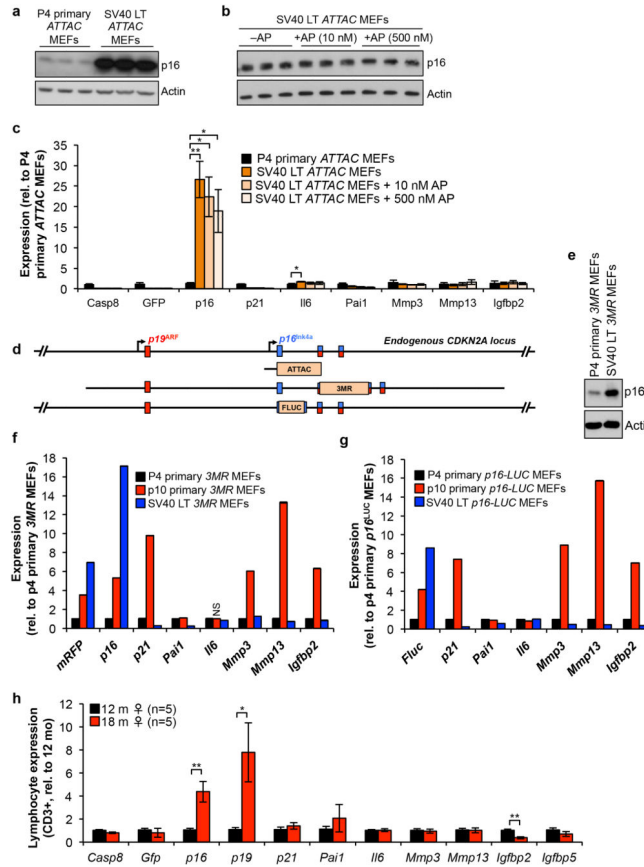 a
P4 primary
ATTAC
MEFs
SV40 LT
ATTAC
MEFs
p16
Actin
b
SV40 LT ATTAC MEFs
–AP
+AP (10 nM)
+AP (500 nM)
p16
Actin
c
Expression (rel. to P4
primary ATTAC MEFs)
35
30
25
20
15
10
5
0
*
*
**
*
P4 primary ATTAC MEFs
SV40 LT ATTAC MEFs
SV40 LT ATTAC MEFs + 10 nM AP
SV40 LT ATTAC MEFs + 500 nM AP
Casp8 GFP p16 p21 Il6 Pai1 Mmp3 Mmp13 Igfbp2
d
p19ARF
p16Ink4a
Endogenous CDKN2A locus
ATTAC
3MR
FLUC
e
P4 primary 3MR MEFs
SV40 LT 3MR MEFs
p16
Acti
f
Expression
(rel. to p4 primary 3MR MEFs)
18
16
14
12
10
8
6
4
2
0
P4 primary 3MR MEFs
p10 primary 3MR MEFs
SV40 LT 3MR MEFs
NS
mRFP p16 p21 Pai1 Il6 Mmp3 Mmp13 Igfbp2
g
Expression
(rel. to p4 primary p16LUC MEFs)
18
16
14
12
10
8
6
4
2
0
P4 primary p16-LUC MEFs
p10 primary p16-LUC MEFs
SV40 LT p16-LUC MEFs
Fluc p21 Pai1 Il6 Mmp3 Mmp13 Igfbp2
h
Lymphocyte expression
(CD3+, rel. to 12 mo)
12
10
8
6
4
2
0
12 m ♀ (n=5)
18 m ♀ (n=5)
**
*
**
Casp8 Gfp p16 p19 p21 Pai1 Il6 Mmp3 Mmp13 Igfbp2 Igfbp5